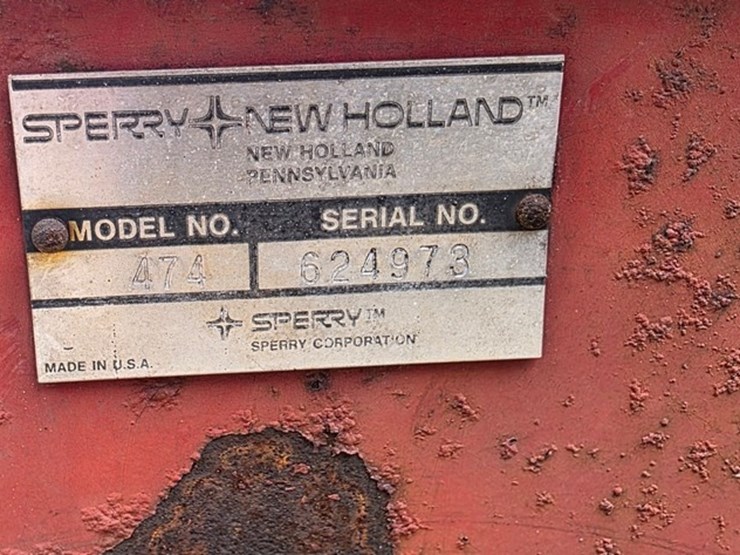 SPERRY NEW HOLLAND™
NEW HOLLAND
PENNSYLVANIA
MODEL NO. SERIAL NO.
474 624973
SPERRY™
SPERRY CORPORATION
MADE IN U.S.A.